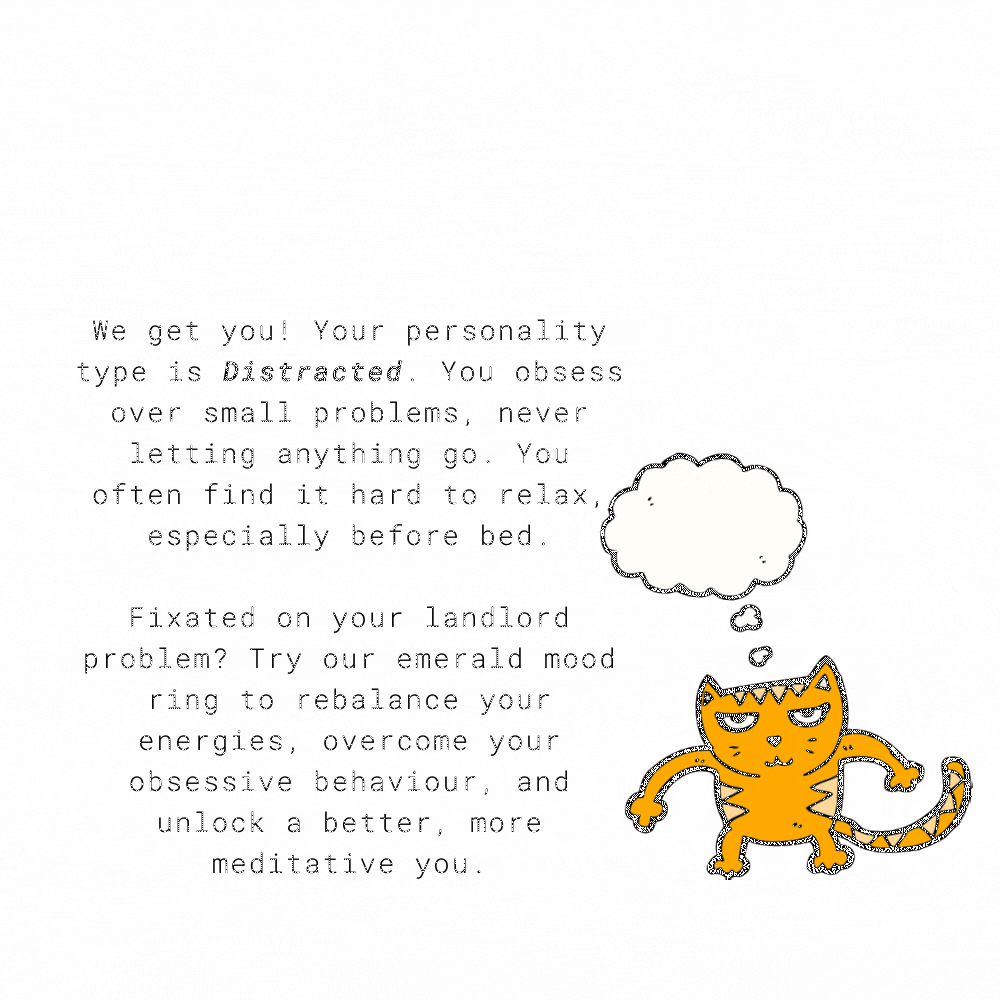 We get you! Your personality
type is Distracted. You obsess
over small problems, never
letting anything go. You
often find it hard to relax,
especially before bed.
Fixated on your landlord
problem? Try our emerald mood
ring to rebalance your
energies, overcome your
obsessive behaviour, and
unlock a better, more
meditative you.